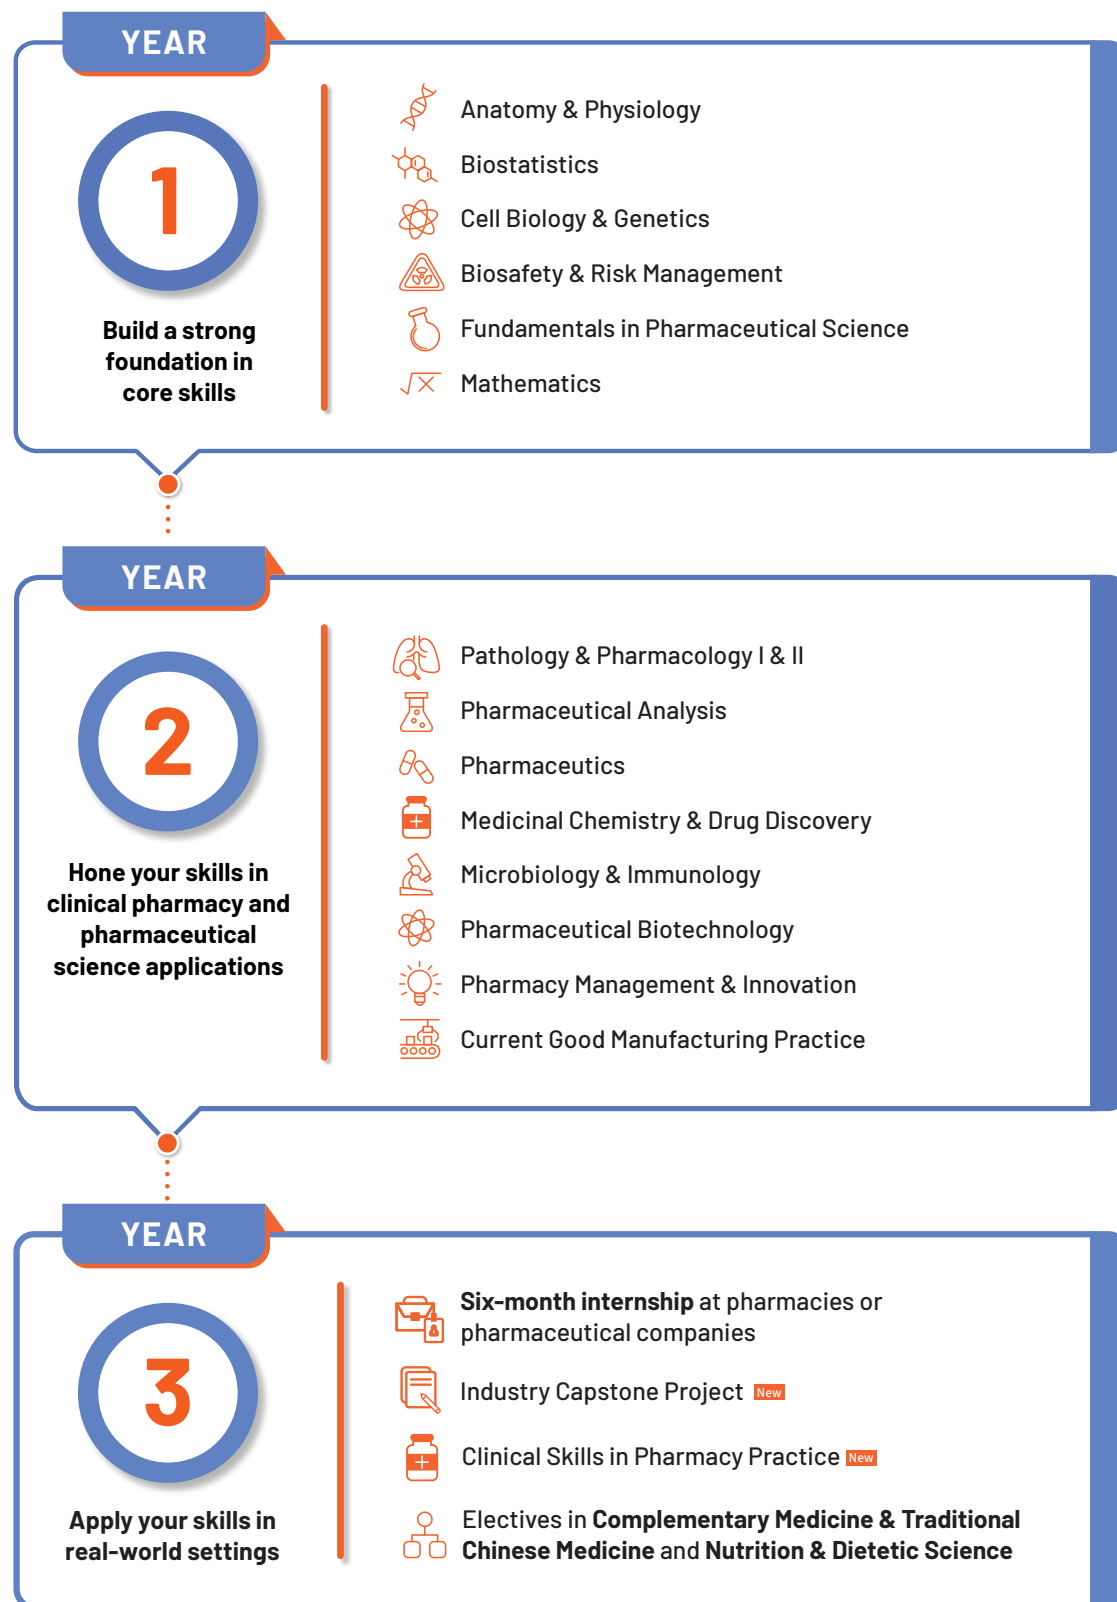 YEAR
1
Build a strong
foundation in
core skills
Anatomy & Physiology
Biostatistics
Cell Biology & Genetics
Biosafety & Risk Management
Fundamentals in Pharmaceutical Science
Mathematics
YEAR
2
Hone your skills in
clinical pharmacy and
pharmaceutical
science applications
Pathology & Pharmacology I & II
Pharmaceutical Analysis
Pharmaceutics
Medicinal Chemistry & Drug Discovery
Microbiology & Immunology
Pharmaceutical Biotechnology
Pharmacy Management & Innovation
Current Good Manufacturing Practice
YEAR
3
Apply your skills in
real-world settings
Six-month internship at pharmacies or
pharmaceutical companies
Industry Capstone Project New
Clinical Skills in Pharmacy Practice New
Electives in Complementary Medicine & Traditional
Chinese Medicine and Nutrition & Dietetic Science